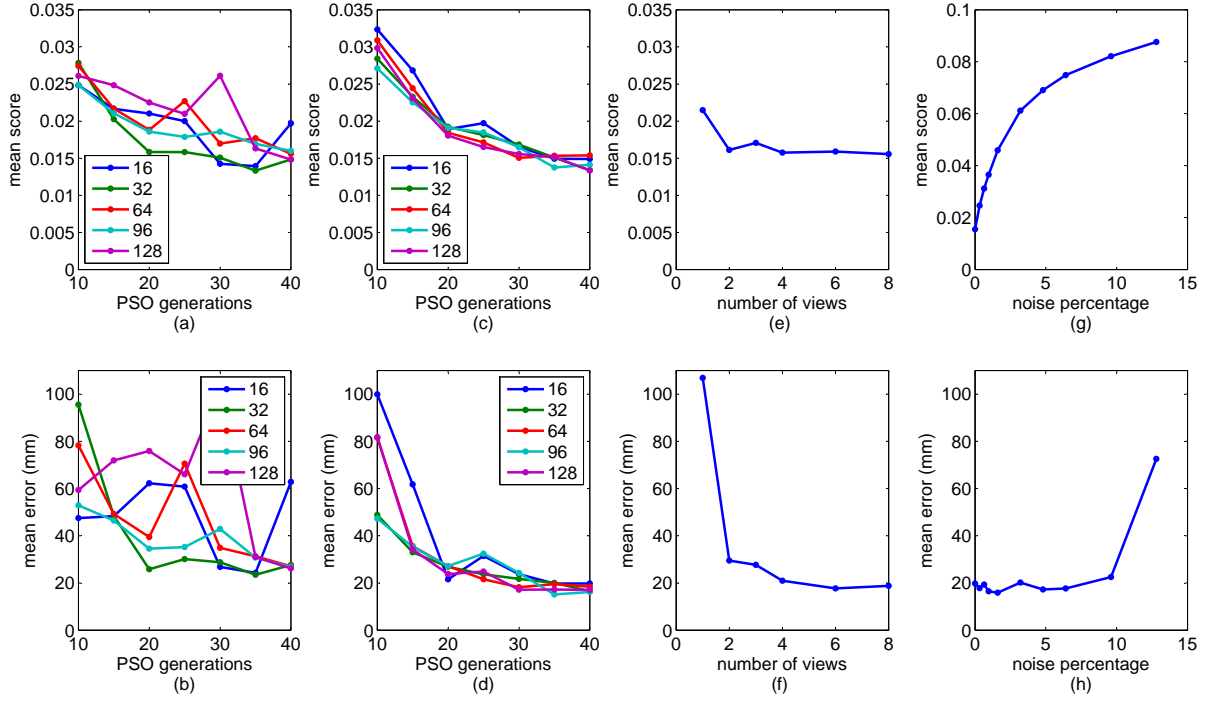 0.035
0.03
0.025
0.02
0.015
0.01
0.005
0
mean score
16
32
64
96
128
10 20 30 40
PSO generations
(a)
0.035
0.03
0.025
0.02
0.015
0.01
0.005
0
mean score
16
32
64
96
128
10 20 30 40
PSO generations
(c)
0.035
0.03
0.025
0.02
0.015
0.01
0.005
0
mean score
0 2 4 6 8
number of views
(e)
0.1
0.08
0.06
0.04
0.02
0
mean score
0 5 10 15
noise percentage
(g)
100
80
60
40
20
0
mean error (mm)
16
32
64
96
128
10 20 30 40
PSO generations
(b)
100
80
60
40
20
0
mean error (mm)
16
32
64
96
128
10 20 30 40
PSO generations
(d)
100
80
60
40
20
0
mean error (mm)
0 2 4 6 8
number of views
(f)
100
80
60
40
20
0
mean error (mm)
0 5 10 15
noise percentage
(h)